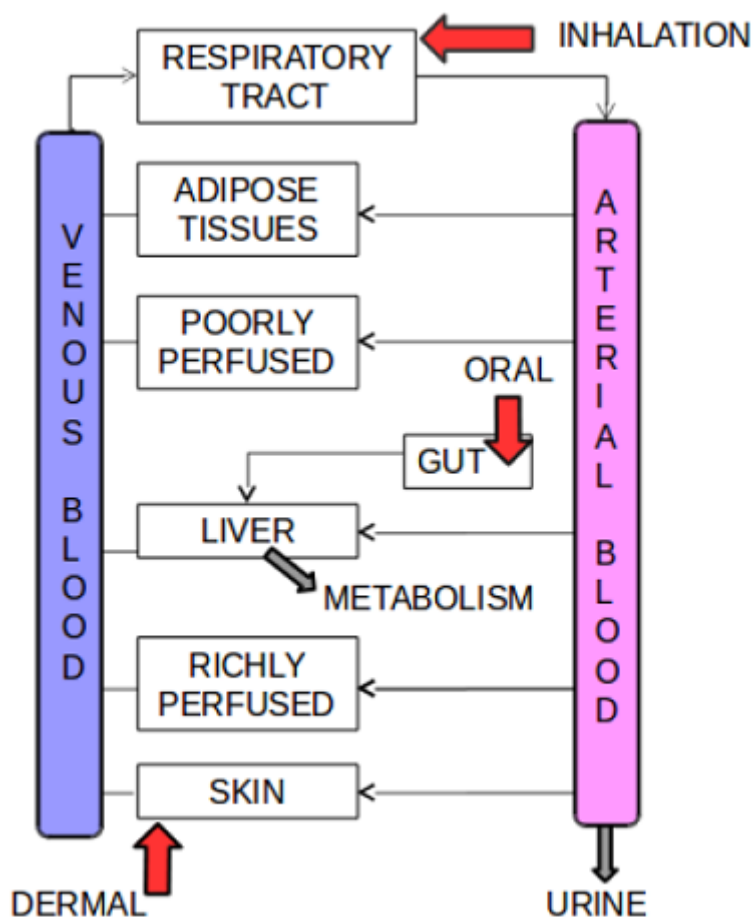 INHALATION
RESPIRATORY
TRACT
ADIPOSE
TISSUES
VENOUS BLOOD
ARTERIAL BLOOD
POORLY
PERFUSED
ORAL
GUT
LIVER
METABOLISM
RICHLY
PERFUSED
SKIN
DERMAL
URINE